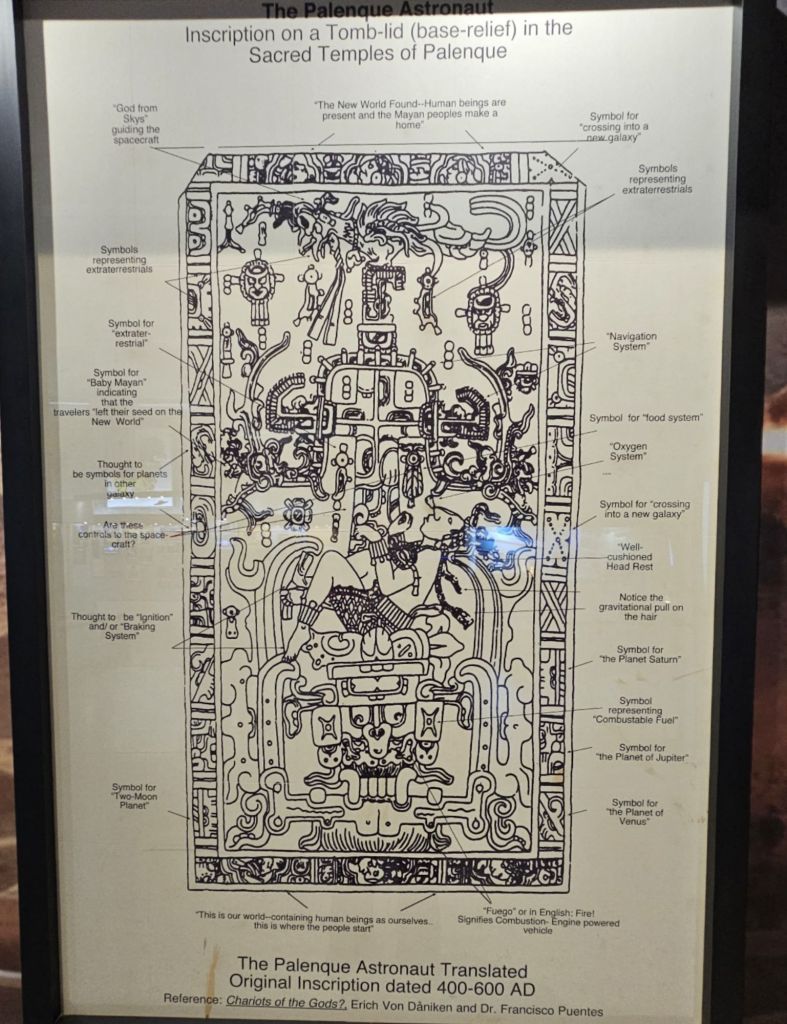 The Palenque Astronaut
Inscription on a Tomb-lid (base-relief) in the
Sacred Temples of Palenque
"God from
Skys"
guiding the
spacecraft
"The New World Found--Human beings are
present and the Mayan peoples make a
home"
Symbol for
"crossing into a
new galaxy"
Symbols
representing
extraterrestrials
Symbols
representing
extraterrestrials
Symbol for
"extrater-
restrial"
"Navigation
System"
Symbol for
"Baby Mayan"
indicating
that the
travelers "left their seed on the
New World"
Symbol for "food system"
"Oxygen
System"
Thought to
be symbols for planets
in other
galaxy
Symbol for "crossing
into a new galaxy"
Are these
controls to the space-
craft?
"Well-
cushioned
Head Rest
Notice the
gravitational pull on
the hair
Thought to be "Ignition"
and/ or "Braking
System"
Symbol for
"the Planet Saturn"
Symbol
representing
"Combustable Fuel"
Symbol for
"the Planet of Jupiter"
Symbol for
"Two-Moon
Planet"
Symbol for
"the Planet of
Venus"
"This is our world--containing human beings as ourselves..
this is where the people start"
"Fuego" or in English: Fire!
Signifies Combustion- Engine powered
vehicle
The Palenque Astronaut Translated
Original Inscription dated 400-600 AD
Reference: Chariots of the Gods?, Erich Von Dåniken and Dr. Francisco Puentes